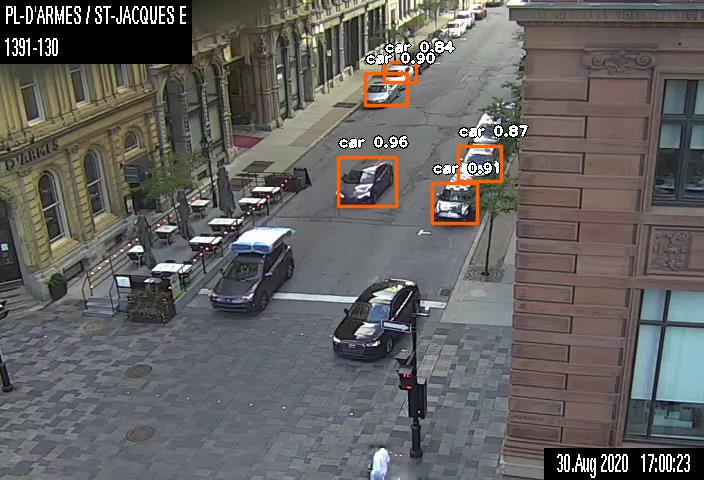 PL-D'ARMES / ST-JACQUES E
1391-130
car 0.84
car 0.90
car 0.96
car 0.87
car 0.91
D'ARMES
30.Aug 2020 17:00:23